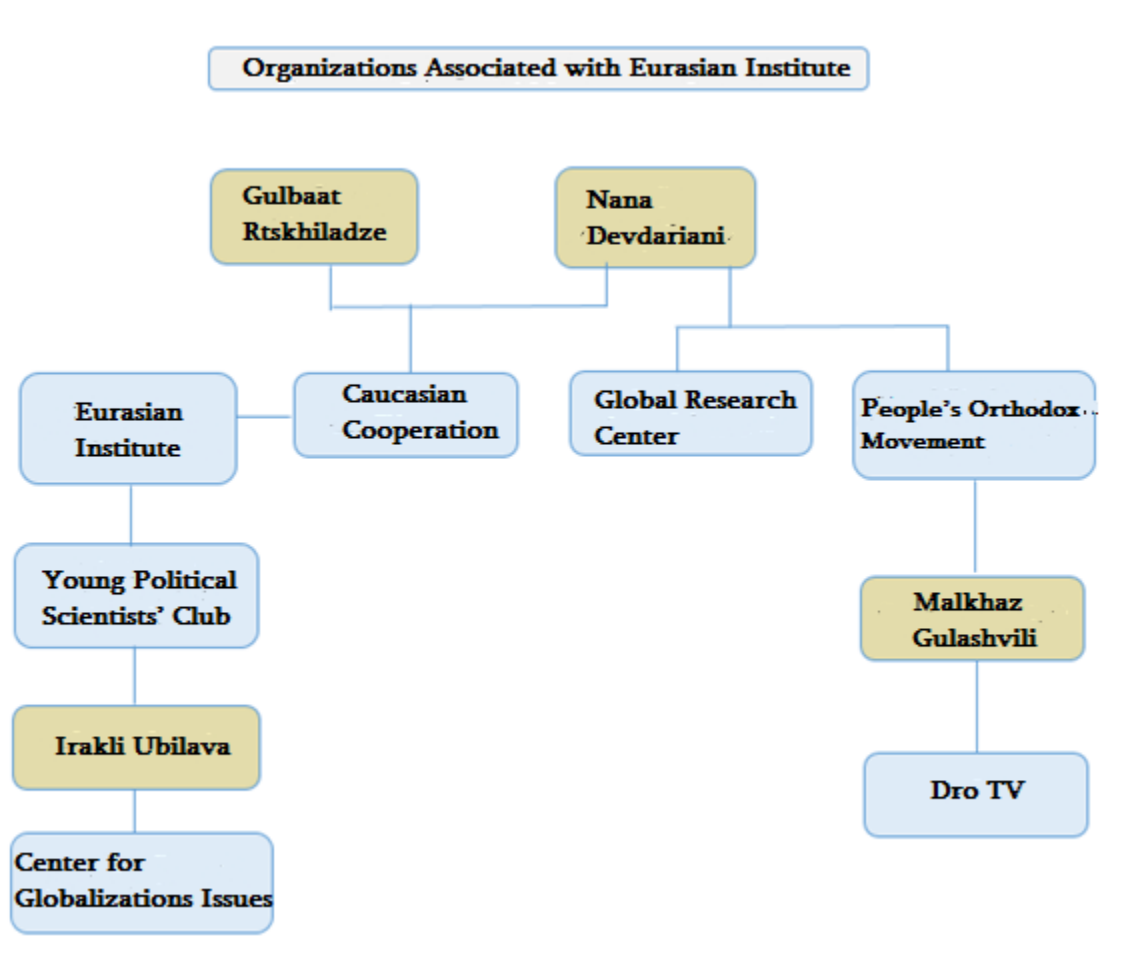 Organizations Associated with Eurasian Institute
Gulbaat
Rtskhiladze
Nana
Devdariani
Eurasian
Institute
Caucasian
Cooperation
Global Research
Center
People's Orthodox
Movement
Young Political
Scientists' Club
Malkhaz
Gulashvili
Irakli Ubilava
Dro TV
Center for
Globalizations Issues